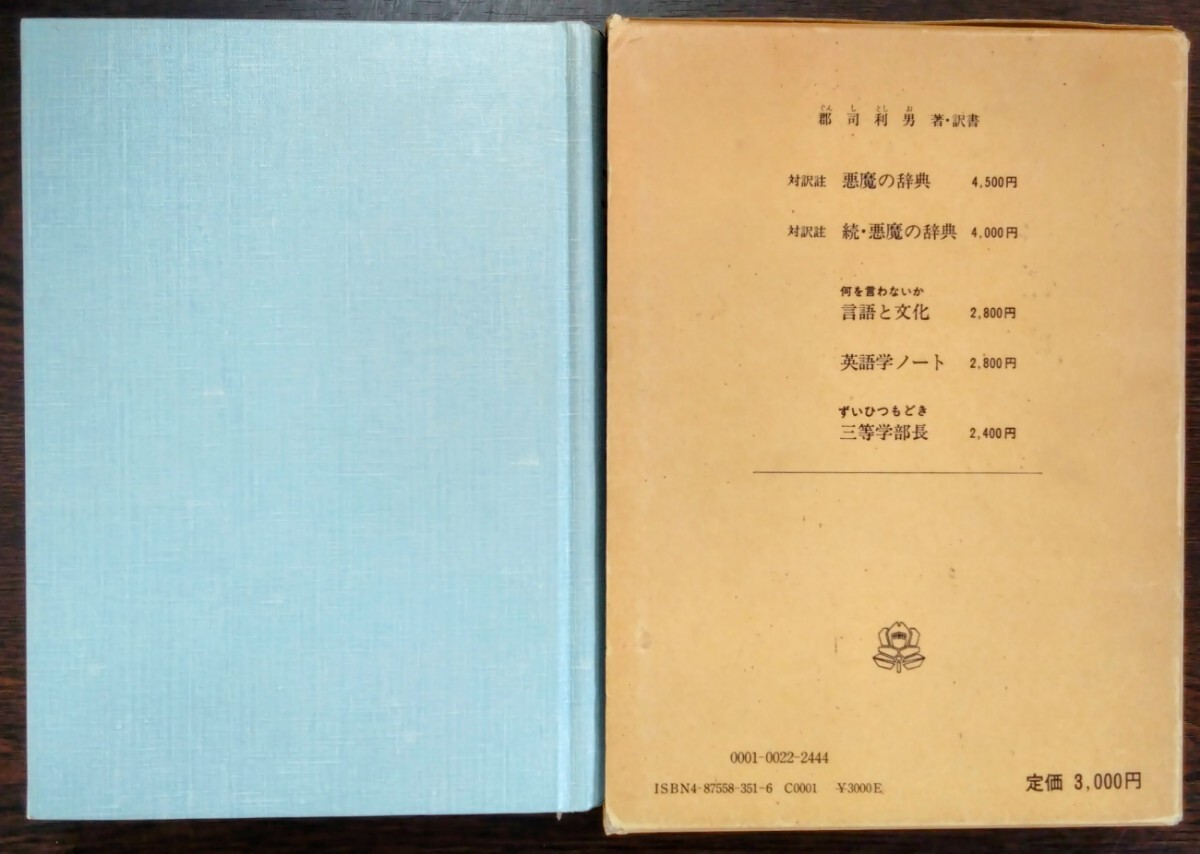 ぐん し とし お
郡司利男 著・訳書
対訳註 悪魔の辞典 4,500円
対訳註 続・悪魔の辞典 4,000円
何を言わないか
言語と文化 2,800円
英語学ノート 2,800円
ずいひつもどき
三等学部長 2,400円
0001-0022-2444
ISBN4-87558-351-6 C0001 ¥3000E
定価 3,000円